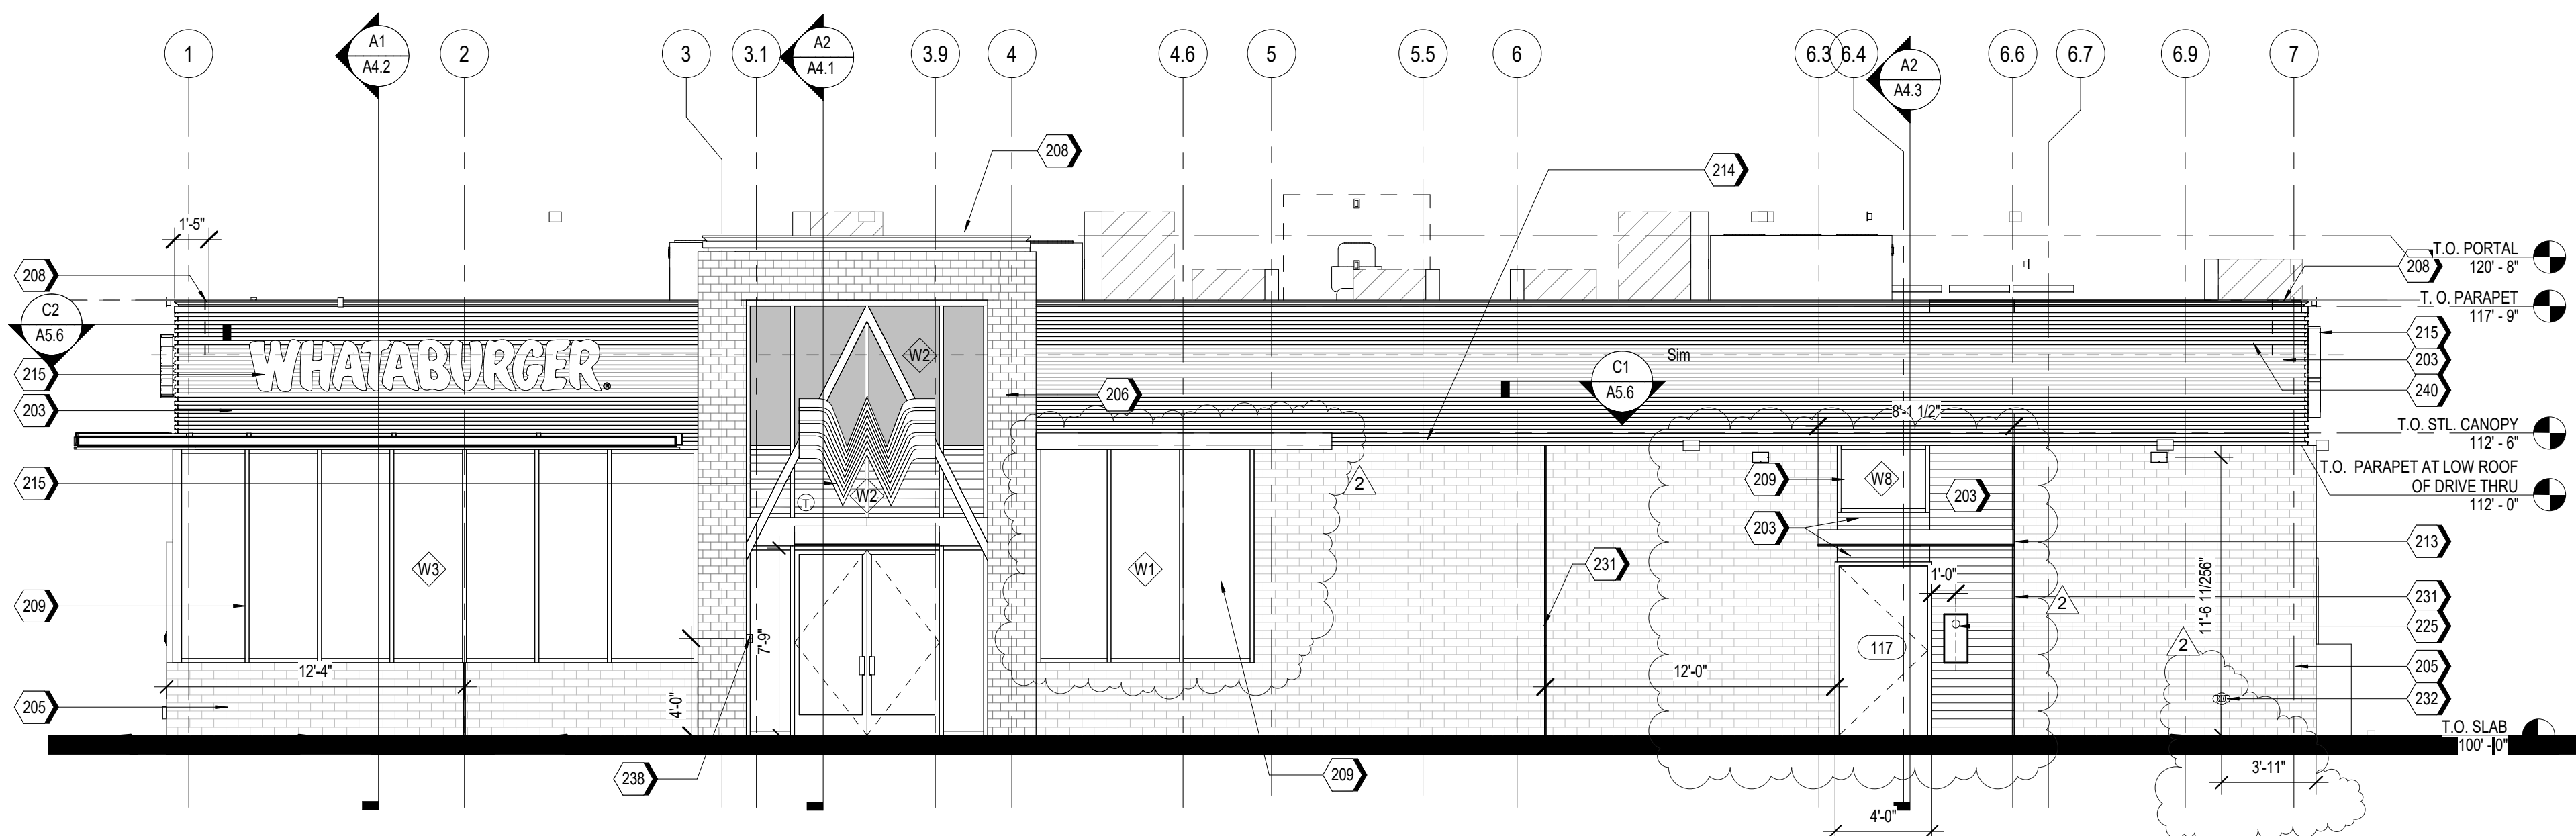 1
A1
A4.2
2
3
3.1
A2
A4.1
3.9
4
4.6
5
5.5
6
6.3
6.4
A2
A4.3
6.6
6.7
6.9
7
208
214
1'-5"
208
C2
A5.6
215
203
215
209
205
WHATABURGER®
W2
206
W2
T
W3
12'-4"
4'-0"
7'-9"
238
W1
209
2
231
12'-0"
Sim
C1
A5.6
8'-1 1/2"
209
W8
203
203
1'-0"
117
4'-0"
2
2
11'-6 11/256"
3'-11"
T.O. PORTAL
120' - 8"
208
T. O. PARAPET
117' - 9"
215
203
240
T.O. STL. CANOPY
112' - 6"
T.O. PARAPET AT LOW ROOF
OF DRIVE THRU
112' - 0"
213
231
225
205
232
T.O. SLAB
100' - 0"